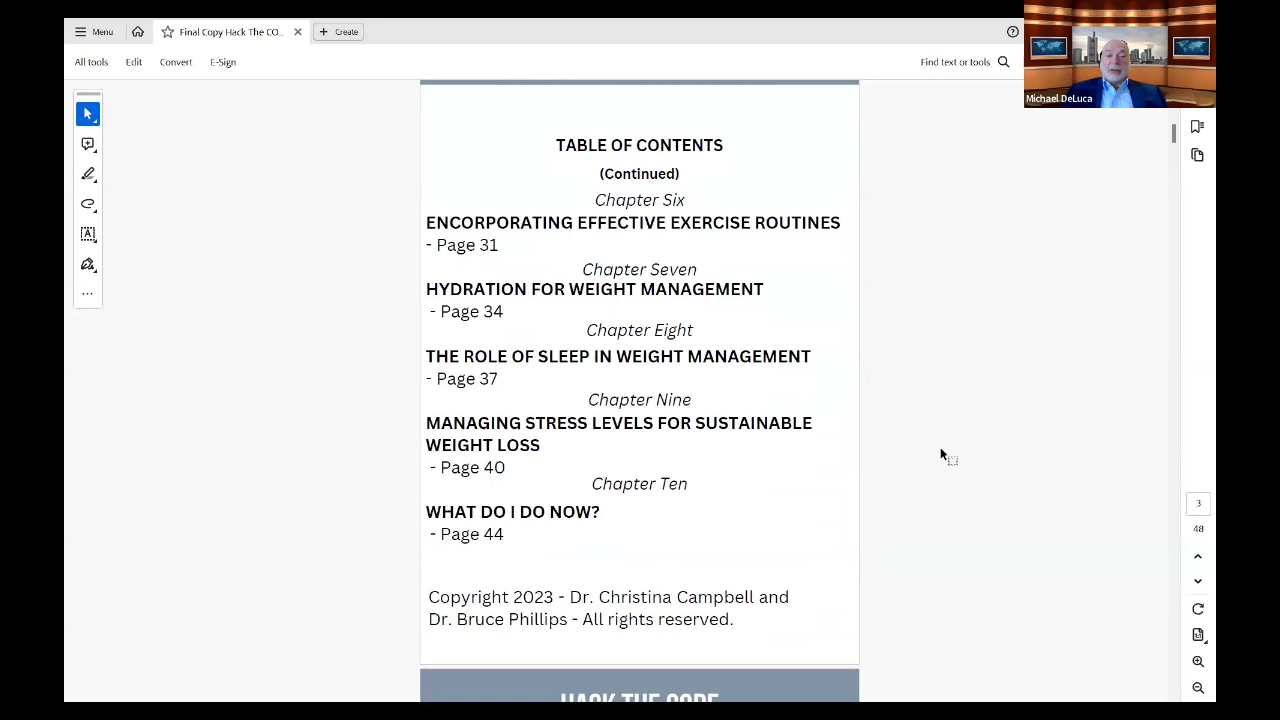 Menu
Final Copy Hack The CO...
Create
All tools
Edit
Convert
E-Sign
Find text or tools
Michael DeLuca
TABLE OF CONTENTS
(Continued)
Chapter Six
ENCORPORATING EFFECTIVE EXERCISE ROUTINES
- Page 31
Chapter Seven
HYDRATION FOR WEIGHT MANAGEMENT
- Page 34
Chapter Eight
THE ROLE OF SLEEP IN WEIGHT MANAGEMENT
- Page 37
Chapter Nine
MANAGING STRESS LEVELS FOR SUSTAINABLE
WEIGHT LOSS
- Page 40
Chapter Ten
WHAT DO I DO NOW?
- Page 44
Copyright 2023 - Dr. Christina Campbell and
Dr. Bruce Phillips - All rights reserved.
HACK THE CODE
3
48